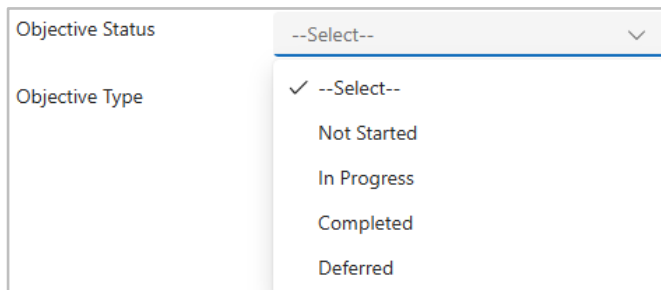 Objective Status
--Select--
Objective Type
--Select--
Not Started
In Progress
Completed
Deferred